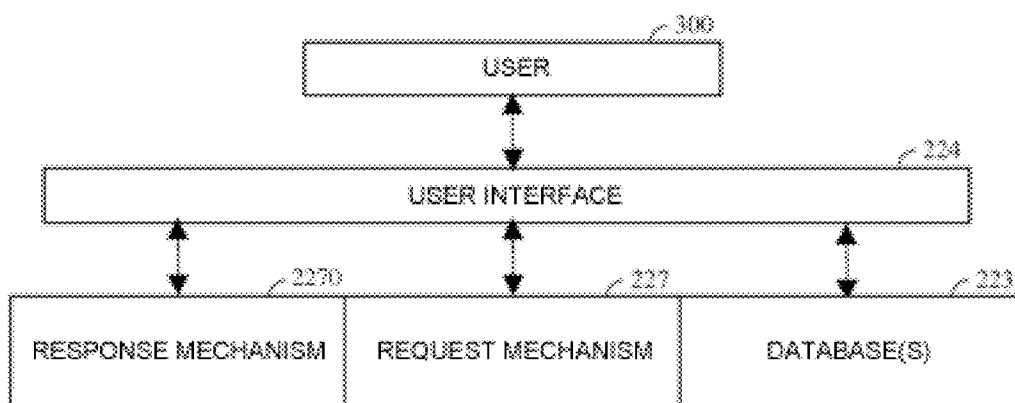 300
USER
224
USER INTERFACE
2270
227
223
RESPONSE MECHANISM
REQUEST MECHANISM
DATABASE(S)